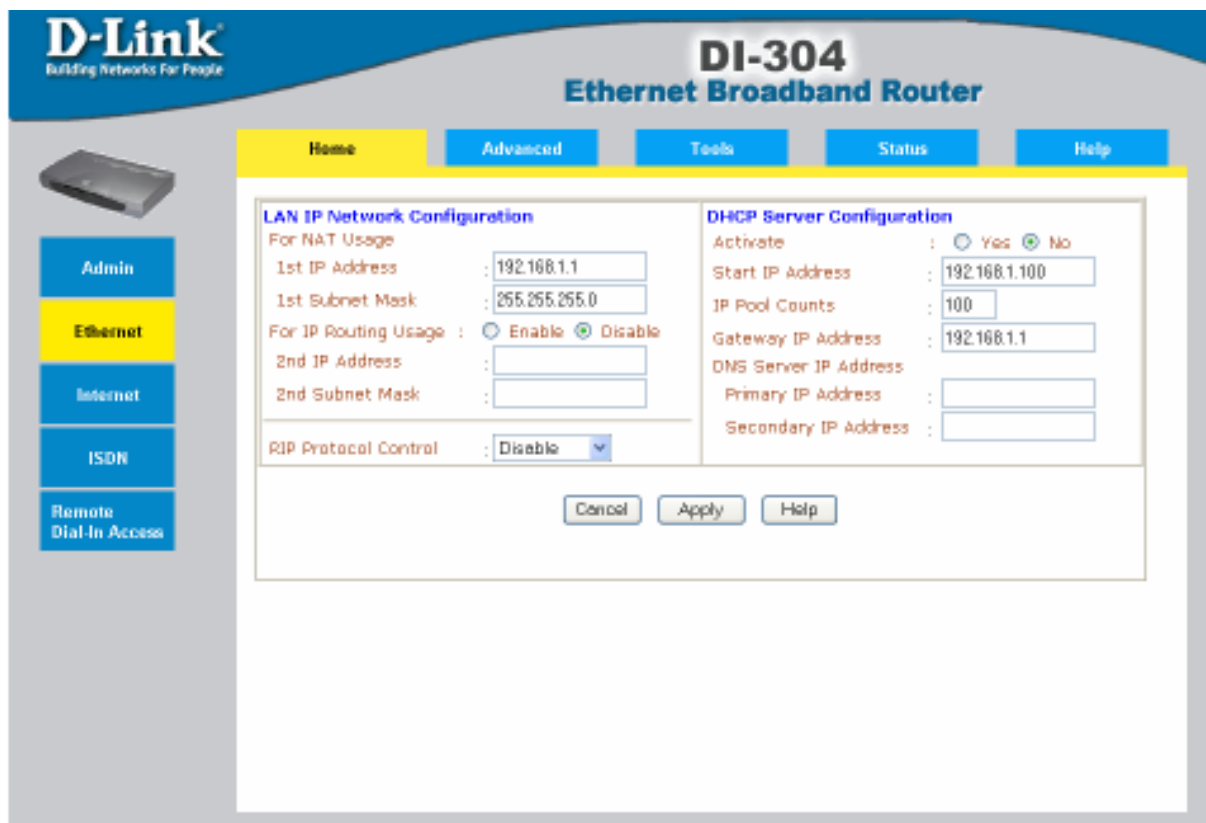 D-Link
Building Networks For People
DI-304
Ethernet Broadband Router
Home Advanced Tools Status Help
Admin
Ethernet
Internet
ISDN
Remote
Dial-In Access
LAN IP Network Configuration
For NAT Usage
1st IP Address : 192.168.1.1
1st Subnet Mask : 255.255.255.0
For IP Routing Usage : Enable Disable
2nd IP Address :
2nd Subnet Mask :
RIP Protocol Control : Disable
DHCP Server Configuration
Activate : Yes No
Start IP Address : 192.168.1.100
IP Pool Counts : 100
Gateway IP Address : 192.168.1.1
DNS Server IP Address
Primary IP Address :
Secondary IP Address :
Cancel Apply Help